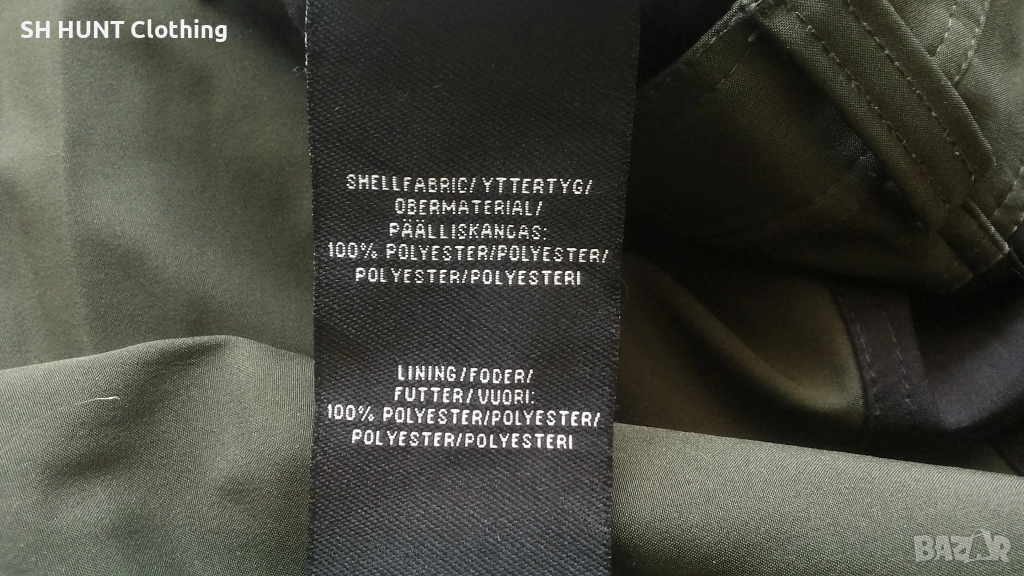 SH HUNT Clothing
SHELLFABRIC/YTTERTYG/
OBERMATERIAL/
PÄÄLLISKANGAS:
100% POLYESTER/POLYESTER/
POLYESTER/POLYESTERI
LINING/FODER/
FUTTER/VUORI:
100% POLYESTER/POLYESTER/
POLYESTER/POLYESTERI
BAZAR